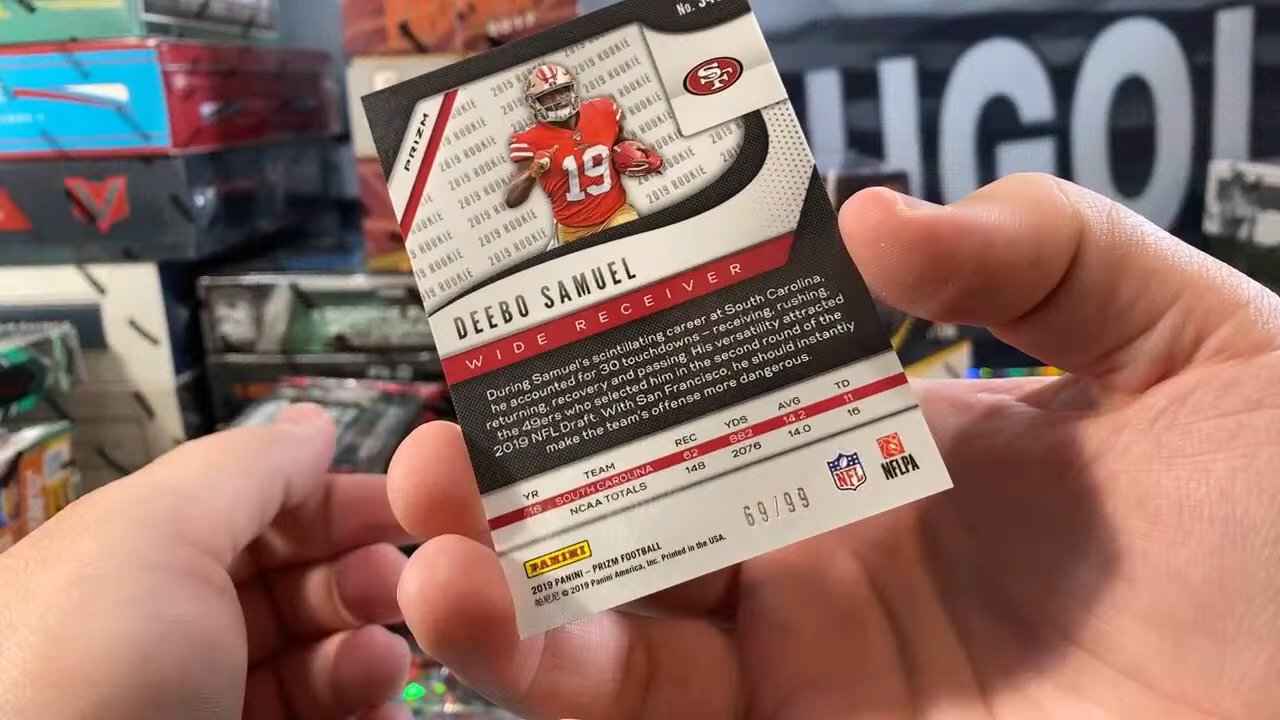 No. 34
SF
PRIZM
2019 ROOKIE 2019 ROOKIE 2019 ROOKIE
19
DEEBO SAMUEL
WIDE RECEIVER
During Samuel's scintillating career at South Carolina,
he accounted for 30 touchdowns – receiving, rushing,
returning, recovery and passing. His versatility attracted
the 49ers who selected him in the second round of the
2019 NFL Draft. With San Francisco, he should instantly
make the team's offense more dangerous.
YR TEAM REC YDS AVG TD
'18 SOUTH CAROLINA 62 882 14.2 11
NCAA TOTALS 148 2076 14.0 16
69/99
NFL
NFLPA
PANINI
2019 PANINI – PRIZM FOOTBALL
帕尼尼 © 2019 Panini America, Inc. Printed in the USA.
HGOL